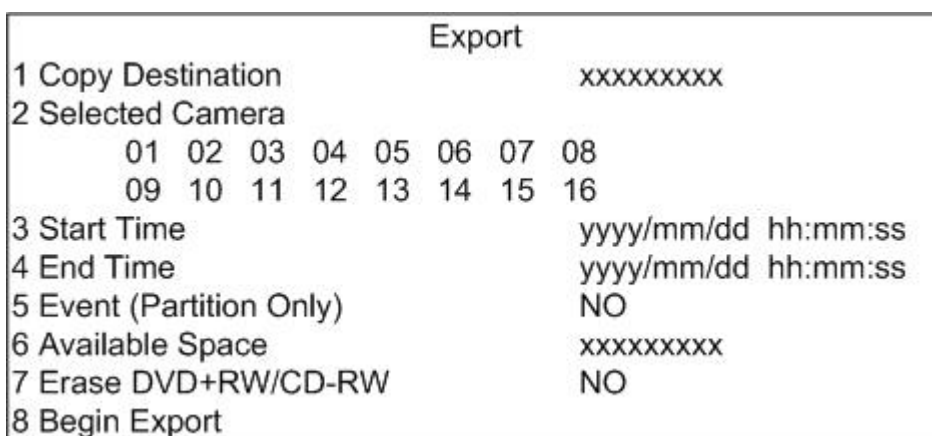 Export
1 Copy Destination xxxxxxxxx
2 Selected Camera
01 02 03 04 05 06 07 08
09 10 11 12 13 14 15 16
3 Start Time yyyy/mm/dd hh:mm:ss
4 End Time yyyy/mm/dd hh:mm:ss
5 Event (Partition Only) NO
6 Available Space xxxxxxxxx
7 Erase DVD+RW/CD-RW NO
8 Begin Export